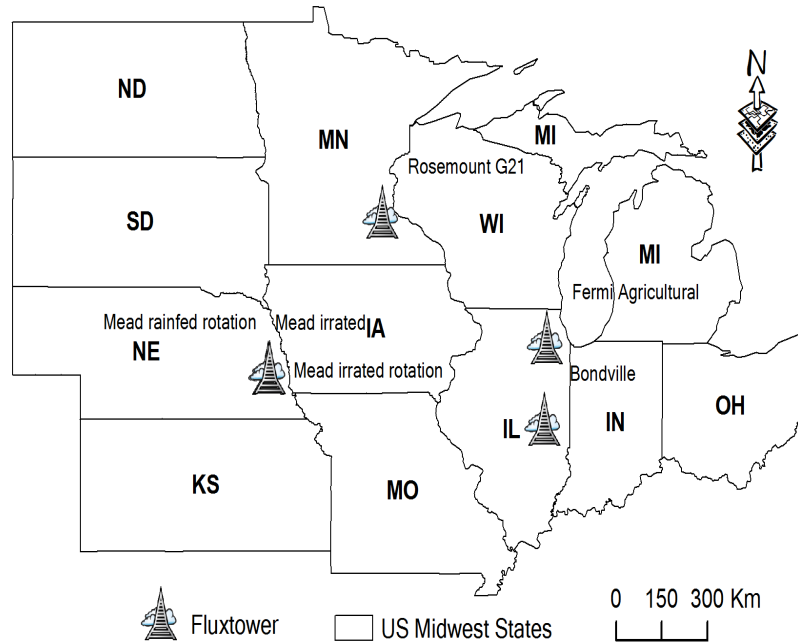 N
ND
MN
MI
Rosemount G21
SD
WI
MI
Fermi Agricultural
Mead rainfed rotation
Mead irrated
IA
NE
Mead irrated rotation
Bondville
OH
IL
IN
KS
MO
0 150 300 Km
Fluxtower
US Midwest States